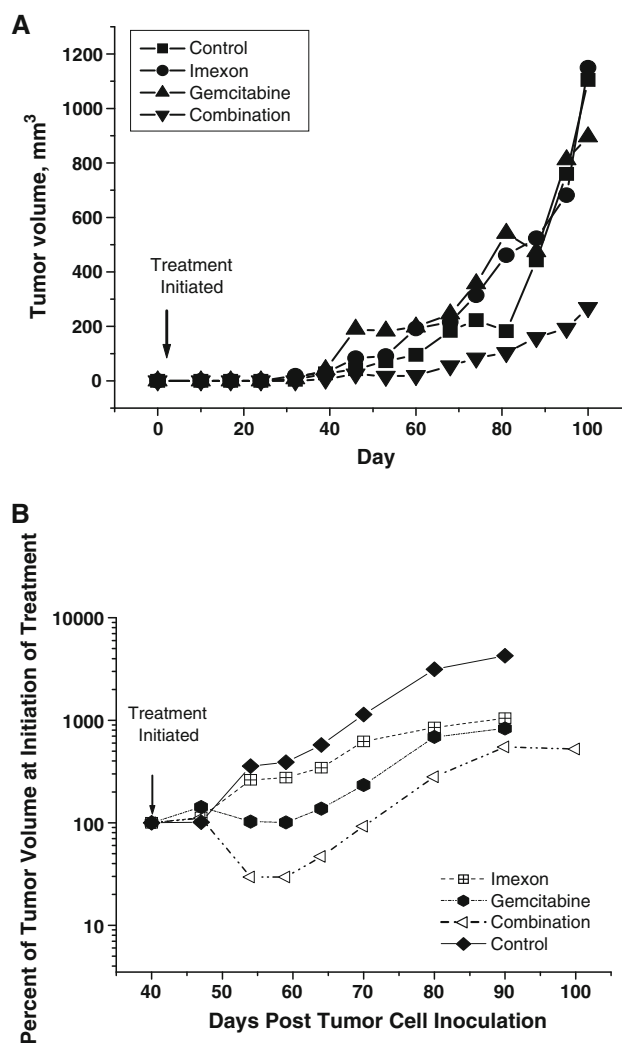 A
Control
Imexon
Gemcitabine
Combination
1200
1000
800
600
400
200
0
Tumor volume, mm³
Treatment
Initiated
0 20 40 60 80 100
Day
B
Percent of Tumor Volume at Initiation of Treatment
10000
1000
100
10
Treatment
Initiated
Imexon
Gemcitabine
Combination
Control
40 50 60 70 80 90 100
Days Post Tumor Cell Inoculation